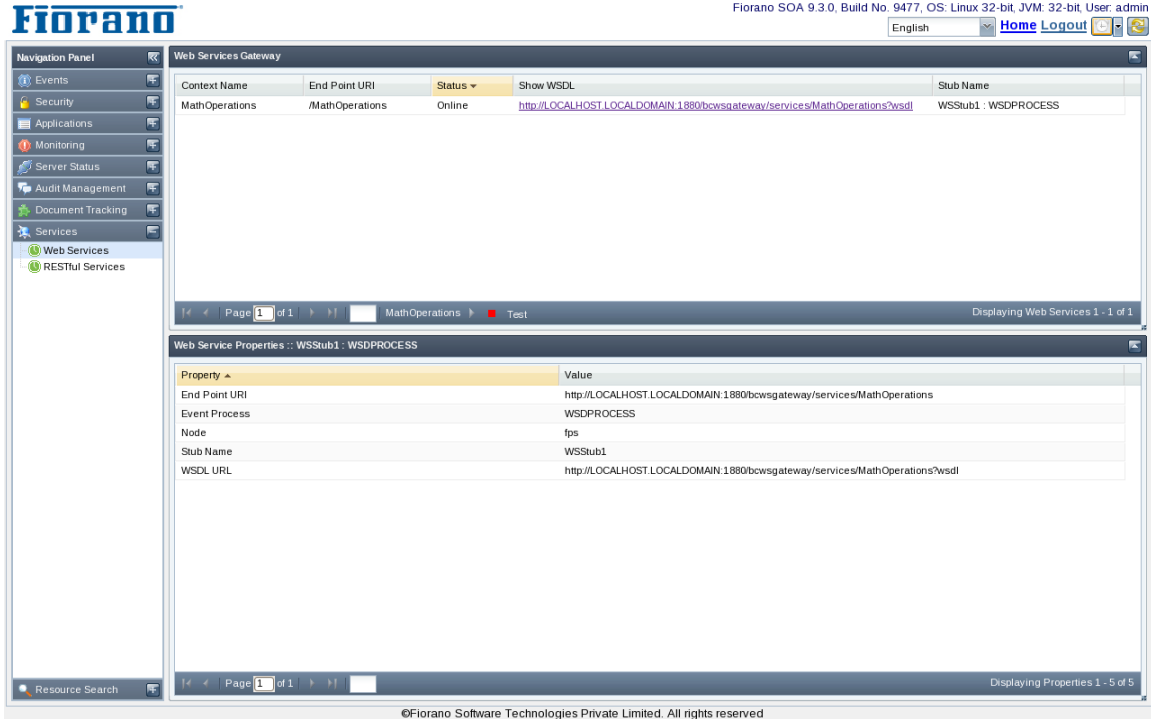 Fiorano
Fiorano SOA 9.3.0, Build No. 9477, OS: Linux 32-bit, JVM: 32-bit, User: admin
English Home Logout
Navigation Panel
Events
Security
Applications
Monitoring
Server Status
Audit Management
Document Tracking
Services
Web Services
RESTful Services
Resource Search
Web Services Gateway
Context Name End Point URI Status Show WSDL Stub Name
MathOperations /MathOperations Online http://LOCALHOST.LOCALDOMAIN:1880/bcwsgateway/services/MathOperations?wsdl WSStub1 : WSDPROCESS
Page 1 of 1 MathOperations Test Displaying Web Services 1 - 1 of 1
Web Service Properties :: WSStub1 : WSDPROCESS
Property Value
End Point URI http://LOCALHOST.LOCALDOMAIN:1880/bcwsgateway/services/MathOperations
Event Process WSDPROCESS
Node fps
Stub Name WSStub1
WSDL URL http://LOCALHOST.LOCALDOMAIN:1880/bcwsgateway/services/MathOperations?wsdl
Page 1 of 1 Displaying Properties 1 - 5 of 5
©Fiorano Software Technologies Private Limited. All rights reserved